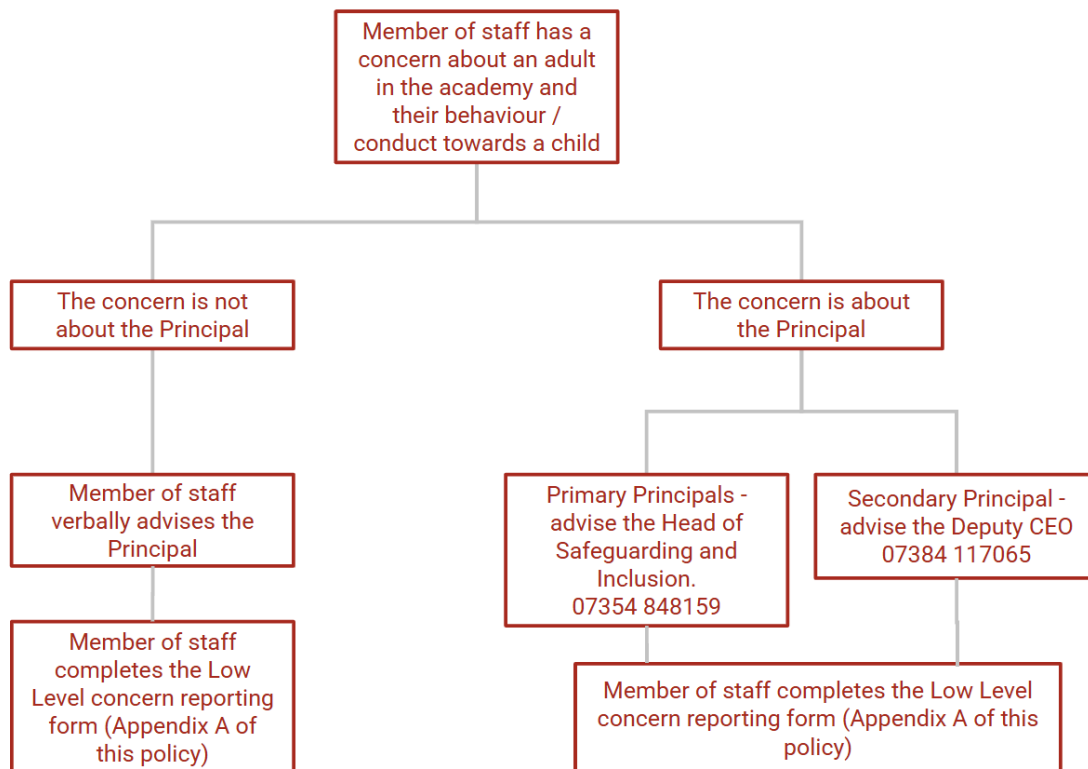 Member of staff has a
concern about an adult
in the academy and
their behaviour /
conduct towards a child
The concern is not
about the Principal
The concern is about
the Principal
Member of staff
verbally advises the
Principal
Primary Principals -
advise the Head of
Safeguarding and
Inclusion.
07354 848159
Secondary Principal -
advise the Deputy CEO
07384 117065
Member of staff
completes the Low
Level concern reporting
form (Appendix A of
this policy)
Member of staff completes the Low Level
concern reporting form (Appendix A of this
policy)